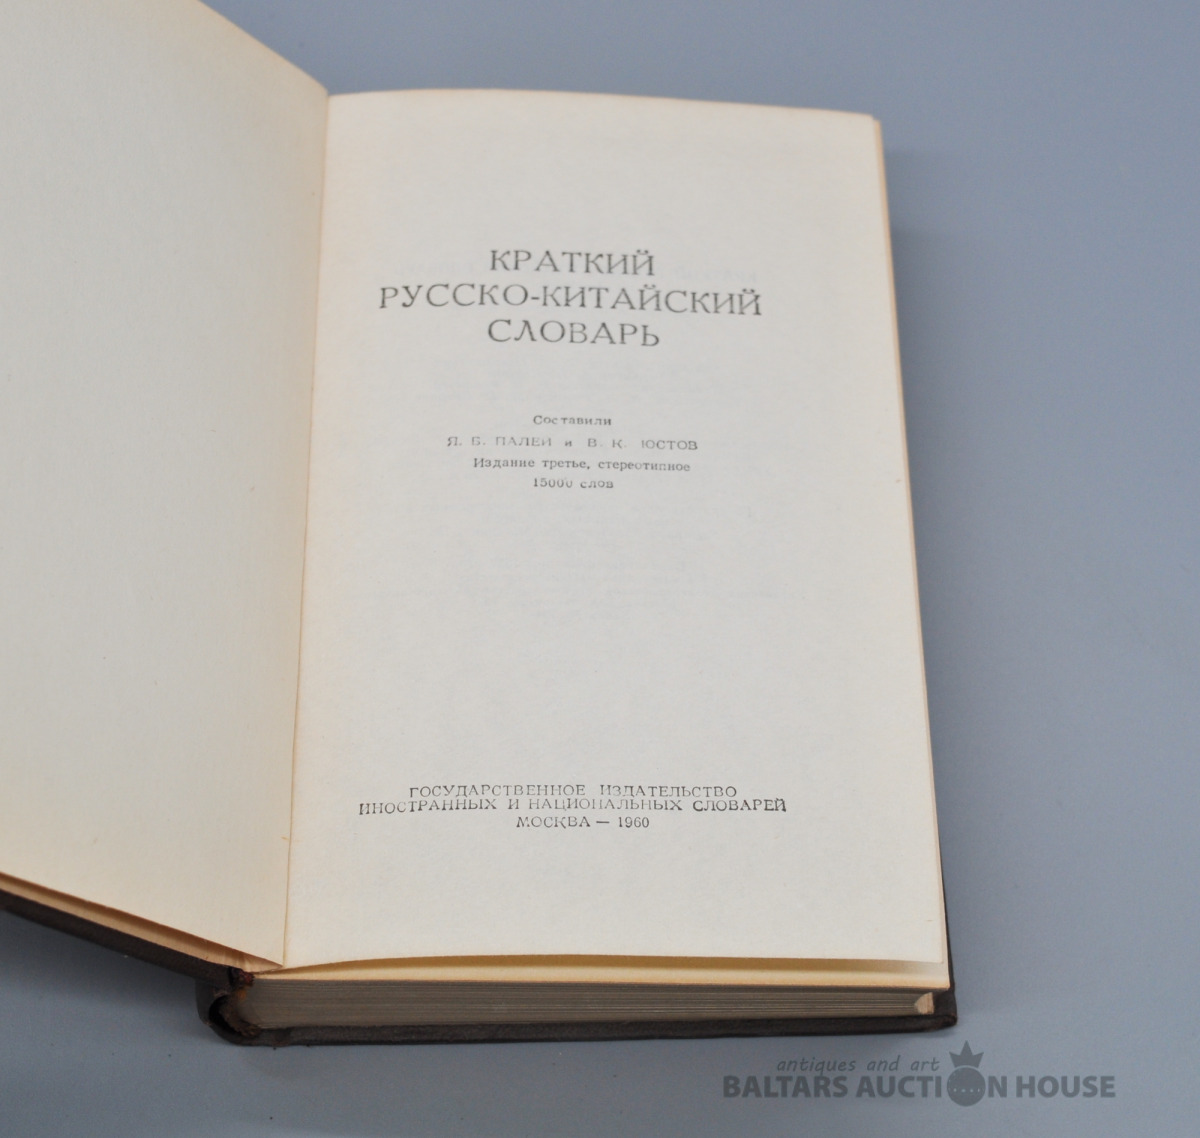 КРАТКИЙ
РУССКО-КИТАЙСКИЙ
СЛОВАРЬ
Составили
Я. Б. ПАЛЕЙ и В. К. ЮСТОВ
Издание третье, стереотипное
15000 слов
ГОСУДАРСТВЕННОЕ ИЗДАТЕЛЬСТВО
ИНОСТРАННЫХ И НАЦИОНАЛЬНЫХ СЛОВАРЕЙ
МОСКВА — 1960
antiques and art
BALTARS AUCTION HOUSE